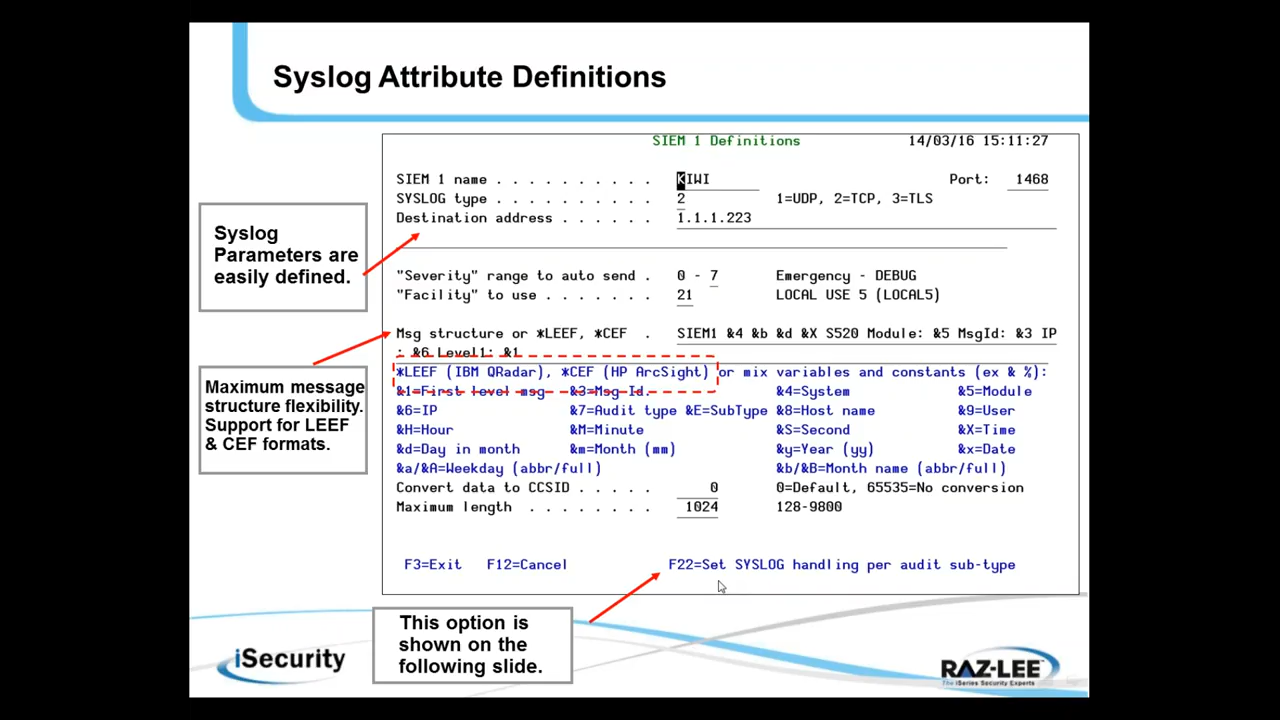 Syslog Attribute Definitions
SIEM 1 Definitions 14/03/16 15:11:27
SIEM 1 name . . . . . . . . . . KIWI Port: 1468
SYSLOG type . . . . . . . . . . 2 1=UDP, 2=TCP, 3=TLS
Destination address . . . . . . 1.1.1.223
"Severity" range to auto send . 0 - 7 Emergency - DEBUG
"Facility" to use . . . . . . . 21 LOCAL USE 5 (LOCAL5)
Msg structure or *LEEF, *CEF . SIEM1 &4 &b &d &X S520 Module: &5 MsgId: &3 IP
: &6 Level1: &1
*LEEF (IBM QRadar), *CEF (HP ArcSight) or mix variables and constants (ex & %):
&1=First level msg &3=Msg Id. &4=System &5=Module
&6=IP &7=Audit type &E=SubType &8=Host name &9=User
&H=Hour &M=Minute &S=Second &X=Time
&d=Day in month &m=Month (mm) &y=Year (yy) &x=Date
&a/&A=Weekday (abbr/full) &b/&B=Month name (abbr/full)
Convert data to CCSID . . . . . 0 0=Default, 65535=No conversion
Maximum length . . . . . . . . 1024 128-9800
F3=Exit F12=Cancel F22=Set SYSLOG handling per audit sub-type
Syslog
Parameters are
easily defined.
Maximum message
structure flexibility.
Support for LEEF
& CEF formats.
This option is
shown on the
following slide.
iSecurity
RAZ-LEE
The iSeries Security Experts